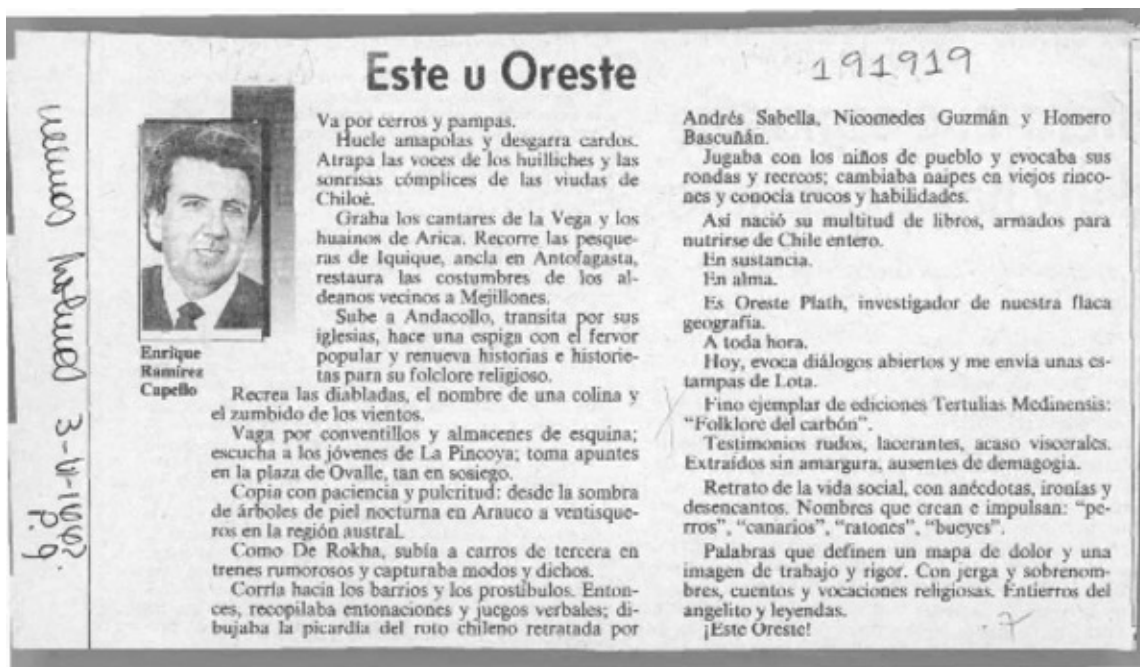 Este u Oreste
191919
Enrique
Ramírez
Capello
Va por cerros y pampas.
Huele amapolas y desgarra cardos.
Atrapa las voces de los huilliches y las
sonrisas cómplices de las viudas de
Chiloé.
Graba los cantares de la Vega y los
huainos de Arica. Recorre las pesque-
ras de Iquique, ancla en Antofagasta,
restaura las costumbres de los al-
deanos vecinos a Mejillones.
Sube a Andacollo, transita por sus
iglesias, hace una espiga con el fervor
popular y renueva historias e historie-
tas para su folclore religioso.
Recrea las diabladas, el nombre de una colina y
el zumbido de los vientos.
Vaga por conventillos y almacenes de esquina;
escucha a los jóvenes de La Pincoya; toma apuntes
en la plaza de Ovalle, tan en sosiego.
Copia con paciencia y pulcritud: desde la sombra
de árboles de piel nocturna en Arauco a ventisque-
ros en la región austral.
Como De Rokha, subía a carros de tercera en
trenes rumorosos y capturaba modos y dichos.
Corría hacia los barrios y los prostíbulos. Enton-
ces, recopilaba entonaciones y juegos verbales; di-
bujaba la picardía del roto chileno retratada por
Andrés Sabella, Nicomedes Guzmán y Homero
Bascuñán.
Jugaba con los niños de pueblo y evocaba sus
rondas y recreos; cambiaba naipes en viejos rinco-
nes y conocía trucos y habilidades.
Así nació su multitud de libros, armados para
nutrirse de Chile entero.
En sustancia.
En alma.
Es Oreste Plath, investigador de nuestra flaca
geografía.
A toda hora.
Hoy, evoca diálogos abiertos y me envía unas es-
tampas de Lota.
Fino ejemplar de ediciones Tertulias Medinensis:
“Folklore del carbón”.
Testimonios rudos, lacerantes, acaso viscerales.
Extraídos sin amargura, ausentes de demagogia.
Retrato de la vida social, con anécdotas, ironías y
desencantos. Nombres que crean e impulsan: “pe-
rros”, “canarios”, “ratones”, “bueyes”.
Palabras que definen un mapa de dolor y una
imagen de trabajo y rigor. Con jerga y sobrenom-
bres, cuentos y vocaciones religiosas. Entierros del
angelito y leyendas.
¡Este Oreste!
p. 9